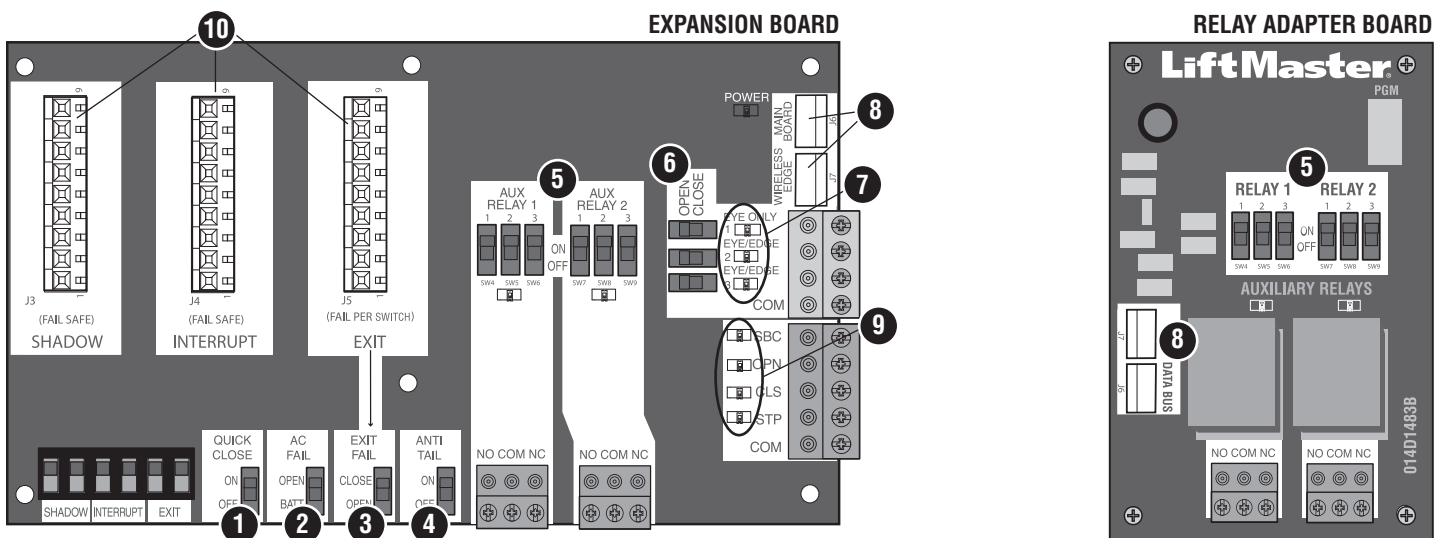 EXPANSION BOARD
RELAY ADAPTER BOARD
10
9
9
9
J3
1
(FAIL SAFE)
SHADOW
J4
1
(FAIL SAFE)
INTERRUPT
J5
1
(FAIL PER SWITCH)
EXIT
POWER
MAIN BOARD
J6
WIRELESS EDGE
J7
8
5
AUX RELAY 1
1 2 3
SW4 SW5 SW6
ON
OFF
AUX RELAY 2
1 2 3
SW7 SW8 SW9
6
OPEN
CLOSE
7
EYE ONLY
1
EYE/EDGE
2
EYE/EDGE
3
COM
9
SBC
OPN
CLS
STP
COM
SHADOW INTERRUPT EXIT
QUICK CLOSE
ON
OFF
1
AC FAIL
OPEN
BATT
2
EXIT FAIL
CLOSE
OPEN
3
ANTI TAIL
ON
OFF
4
NO COM NC
NO COM NC
LiftMaster
PGM
5
RELAY 1
RELAY 2
1 2 3
1 2 3
ON
OFF
SW4 SW5 SW6
SW7 SW8 SW9
AUXILIARY RELAYS
J7
8
J6
DATA BUS
014D1483B
NO COM NC
NO COM NC